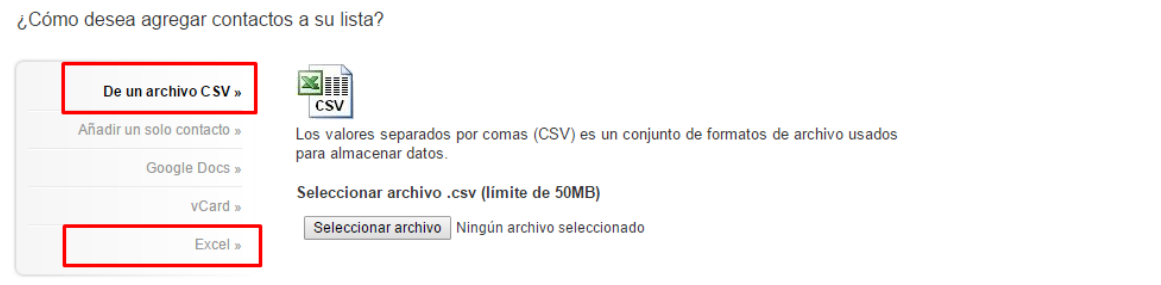 ¿Cómo desea agregar contactos a su lista?
De un archivo CSV »
Añadir un solo contacto »
Google Docs »
vCard »
Excel »
CSV
Los valores separados por comas (CSV) es un conjunto de formatos de archivo usados
para almacenar datos.
Seleccionar archivo .csv (límite de 50MB)
Seleccionar archivo Ningún archivo seleccionado